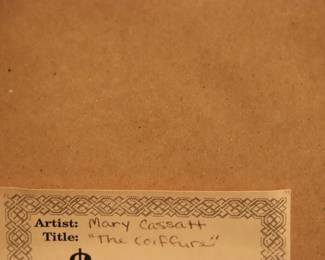 Artist: Mary Cassatt
Title: "The Coiffure"